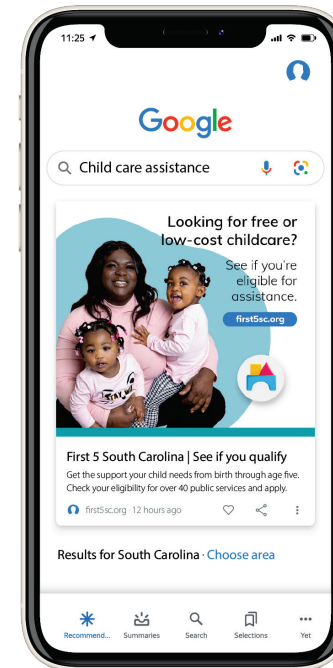 11:25
Google
Child care assistance
Looking for free or
low-cost childcare?
See if you're
eligible for
assistance.
first5sc.org
First 5 South Carolina | See if you qualify
Get the support your child needs from birth through age five.
Check your eligibility for over 40 public services and apply.
first5sc.org · 12 hours ago
Results for South Carolina · Choose area
Recommend... Summaries Search Selections Yet